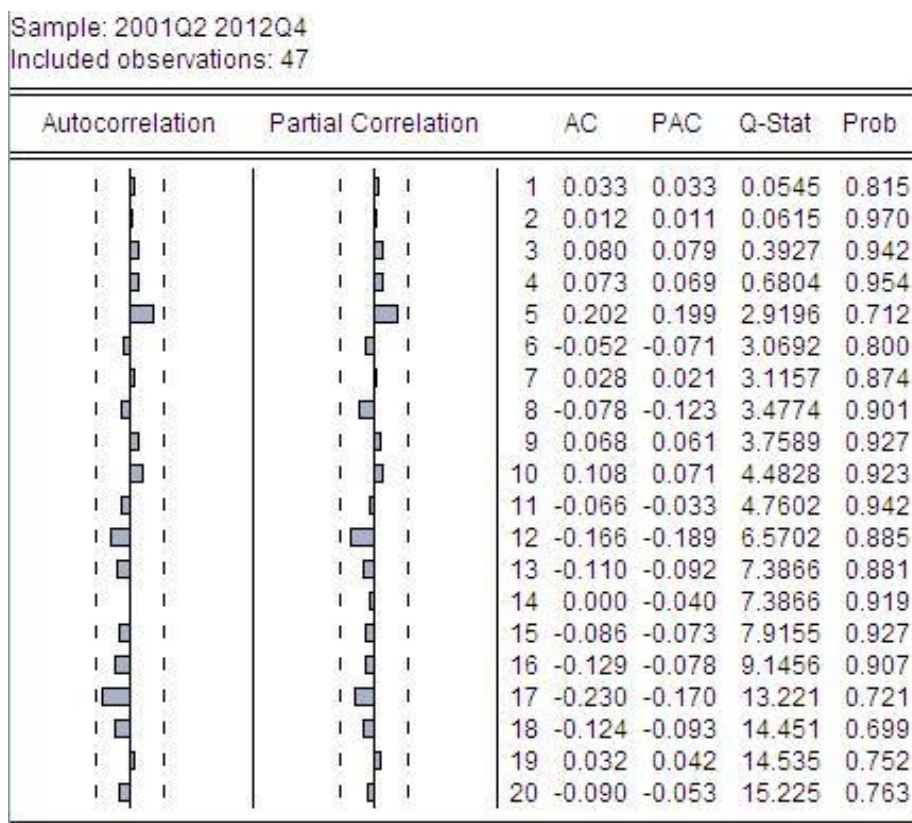 Sample: 2001Q2 2012Q4
Included observations: 47
Autocorrelation Partial Correlation AC PAC Q-Stat Prob
1 0.033 0.033 0.0545 0.815
2 0.012 0.011 0.0615 0.970
3 0.080 0.079 0.3927 0.942
4 0.073 0.069 0.6804 0.954
5 0.202 0.199 2.9196 0.712
6 -0.052 -0.071 3.0692 0.800
7 0.028 0.021 3.1157 0.874
8 -0.078 -0.123 3.4774 0.901
9 0.068 0.061 3.7589 0.927
10 0.108 0.071 4.4828 0.923
11 -0.066 -0.033 4.7602 0.942
12 -0.166 -0.189 6.5702 0.885
13 -0.110 -0.092 7.3866 0.881
14 0.000 -0.040 7.3866 0.919
15 -0.086 -0.073 7.9155 0.927
16 -0.129 -0.078 9.1456 0.907
17 -0.230 -0.170 13.221 0.721
18 -0.124 -0.093 14.451 0.699
19 0.032 0.042 14.535 0.752
20 -0.090 -0.053 15.225 0.763